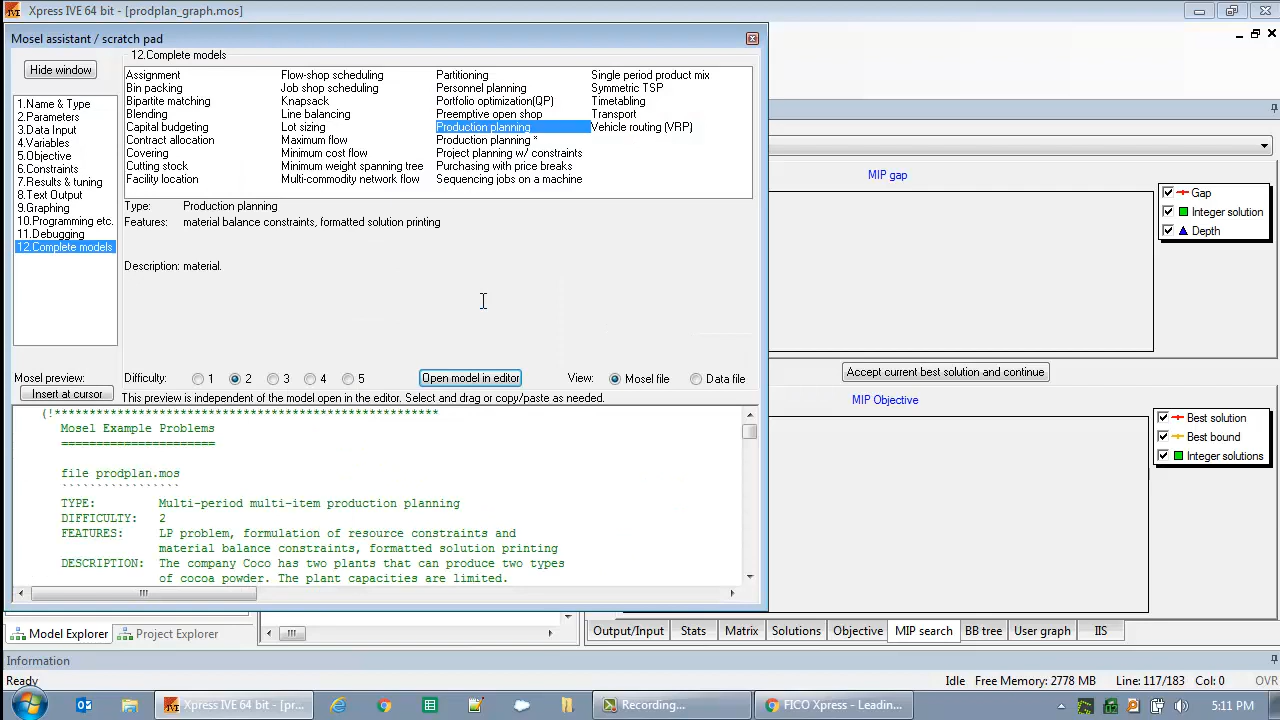 Xpress IVE 64 bit - [prodplan_graph.mos]
Mosel assistant / scratch pad
Hide window
12.Complete models
Assignment Flow-shop scheduling Partitioning Single period product mix
Bin packing Job shop scheduling Personnel planning Symmetric TSP
Bipartite matching Knapsack Portfolio optimization(QP) Timetabling
Blending Line balancing Preemptive open shop Transport
Capital budgeting Lot sizing Production planning Vehicle routing (VRP)
Contract allocation Maximum flow Production planning *
Covering Minimum cost flow Project planning w/ constraints
Cutting stock Minimum weight spanning tree Purchasing with price breaks
Facility location Multi-commodity network flow Sequencing jobs on a machine
1.Name & Type
2.Parameters
3.Data Input
4.Variables
5.Objective
6.Constraints
7.Results & tuning
8.Text Output
9.Graphing
10.Programming etc.
11.Debugging
12.Complete models
Type: Production planning
Features: material balance constraints, formatted solution printing
Description: material.
Mosel preview:
Difficulty: 1 2 3 4 5 Open model in editor View: Mosel file Data file
Insert at cursor
This preview is independent of the model open in the editor. Select and drag or copy/paste as needed.
(!*******************************************************
Mosel Example Problems
======================
file prodplan.mos
`````````````````
TYPE: Multi-period multi-item production planning
DIFFICULTY: 2
FEATURES: LP problem, formulation of resource constraints and
material balance constraints, formatted solution printing
DESCRIPTION: The company Coco has two plants that can produce two types
of cocoa powder. The plant capacities are limited.
MIP gap
Gap
Integer solution
Depth
Accept current best solution and continue
MIP Objective
Best solution
Best bound
Integer solutions
Model Explorer Project Explorer
Output/Input Stats Matrix Solutions Objective MIP search BB tree User graph IIS
Information
Ready Idle Free Memory: 2778 MB Line: 117/183 Col: 0 OVR
Xpress IVE 64 bit - [pr... Recording... FICO Xpress - Leadin... 5:11 PM